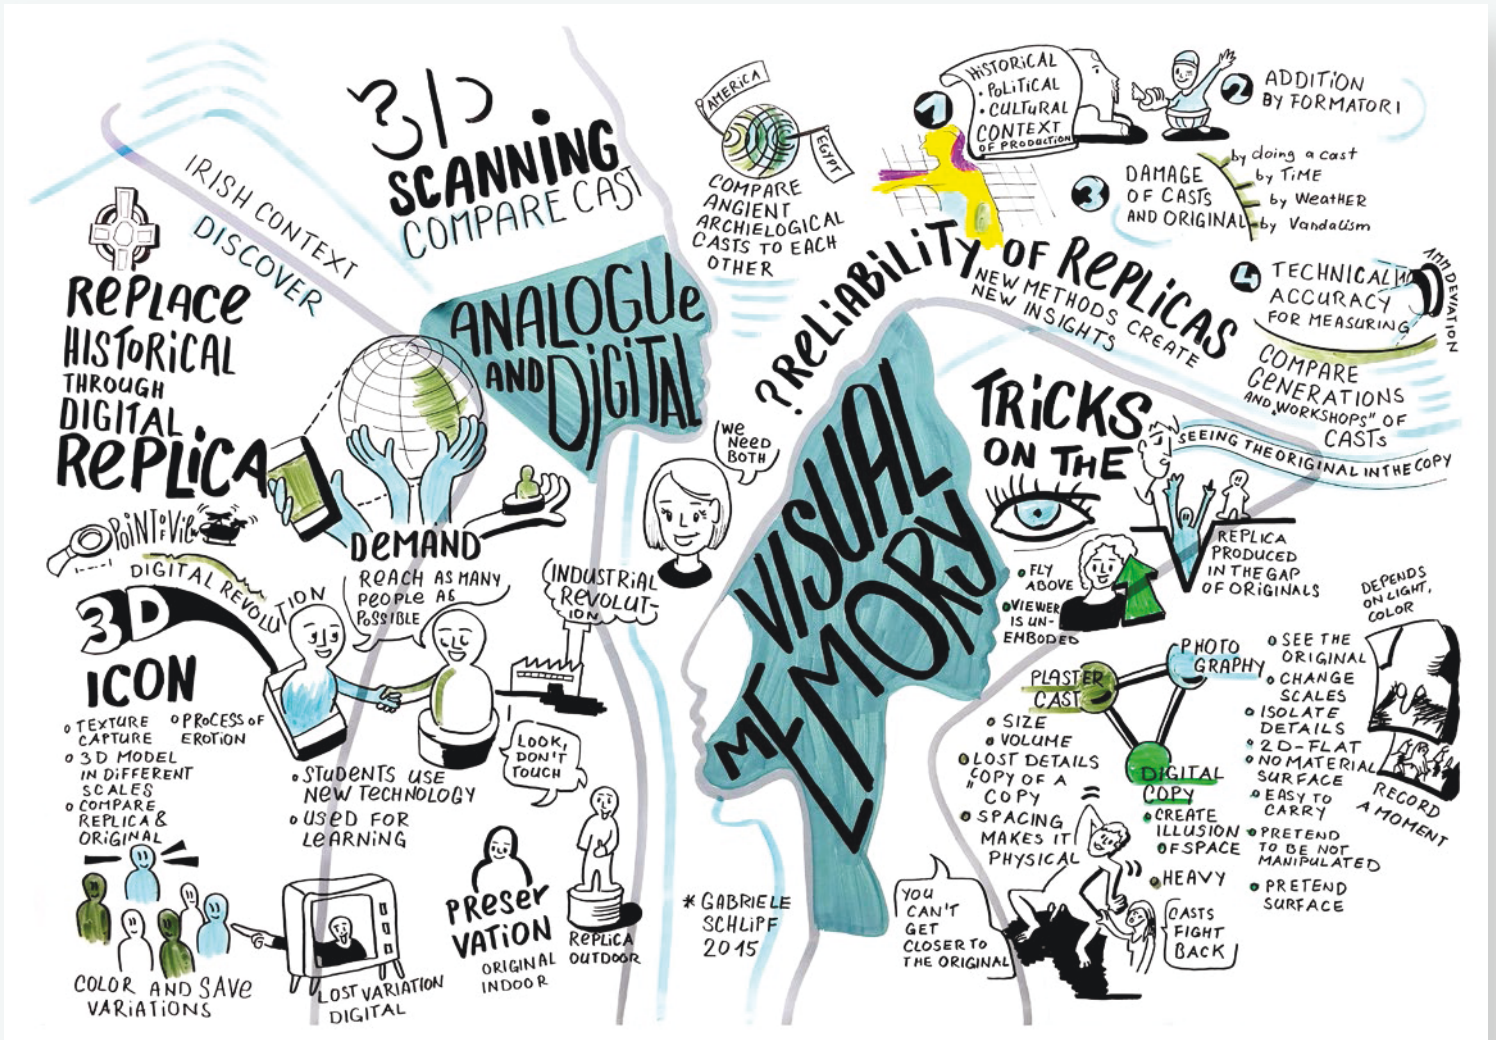 3D
SCANNING
COMPARE CAST
IRISH CONTEXT
DISCOVER
REPLACE
HISTORICAL
THROUGH
DIGITAL
REPLICA
ANALOGUE
AND DIGITAL
AMERICA
EGYPT
COMPARE
ANGIENT
ARCHIELOGICAL
CASTS TO EACH
OTHER
1
HISTORICAL
• POLITICAL
• CULTURAL
CONTEXT
OF PRODUCTION
2
ADDITION
BY FORMATORI
3
DAMAGE
OF CASTS
AND ORIGINAL
by doing a cast
by TIME
by WEATHER
by Vandalism
? RELIABILITY OF REPLICAS
NEW METHODS CREATE
NEW INSIGHTS
4
TECHNICAL
ACCURACY
FOR MEASURING
1MM DEVIATION
COMPARE
GENERATIONS
AND "WORKSHOPS" OF
CASTS
TRICKS
ON THE
SEEING THE ORIGINAL IN THE COPY
REPLICA
PRODUCED
IN THE GAP
OF ORIGINALS
• FLY
ABOVE
• VIEWER
IS UN-
EMBODED
WE
NEED
BOTH
VISUAL
MEMORY
POINT OF VIEW
DIGITAL REVOLUTION
3D
ICON
• TEXTURE
CAPTURE
• 3D MODEL
IN DIFFERENT
SCALES
• COMPARE
REPLICA &
ORIGINAL
• PROCESS OF
EROTION
DEMAND
REACH AS MANY
PEOPLE AS
POSSIBLE
INDUSTRIAL
REVOLUT-
ION
• STUDENTS USE
NEW TECHNOLOGY
• USED FOR
LEARNING
LOOK,
DON'T
TOUCH
COLOR AND SAVE
VARIATIONS
LOST VARIATION
DIGITAL
PRESER
VATION
ORIGINAL
INDOOR
REPLICA
OUTDOOR
* GABRIELE
SCHLIPF
2015
PLASTER
CAST
• SIZE
• VOLUME
• LOST DETAILS
COPY OF A
"COPY
• SPACING
MAKES IT
PHYSICAL
PHOTO
GRAPHY
DIGITAL
COPY
• CREATE
ILLUSION
OF SPACE
• HEAVY
• SEE THE
ORIGINAL
• CHANGE
SCALES
• ISOLATE
DETAILS
• 2D-FLAT
• NO MATERIAL
SURFACE
• EASY TO
CARRY
• PRETEND
TO BE NOT
MANIPULATED
• PRETEND
SURFACE
DEPENDS
ON LIGHT,
COLOR
RECORD
A MOMENT
YOU
CAN'T
GET
CLOSER TO
THE ORIGINAL
CASTS
FIGHT
BACK